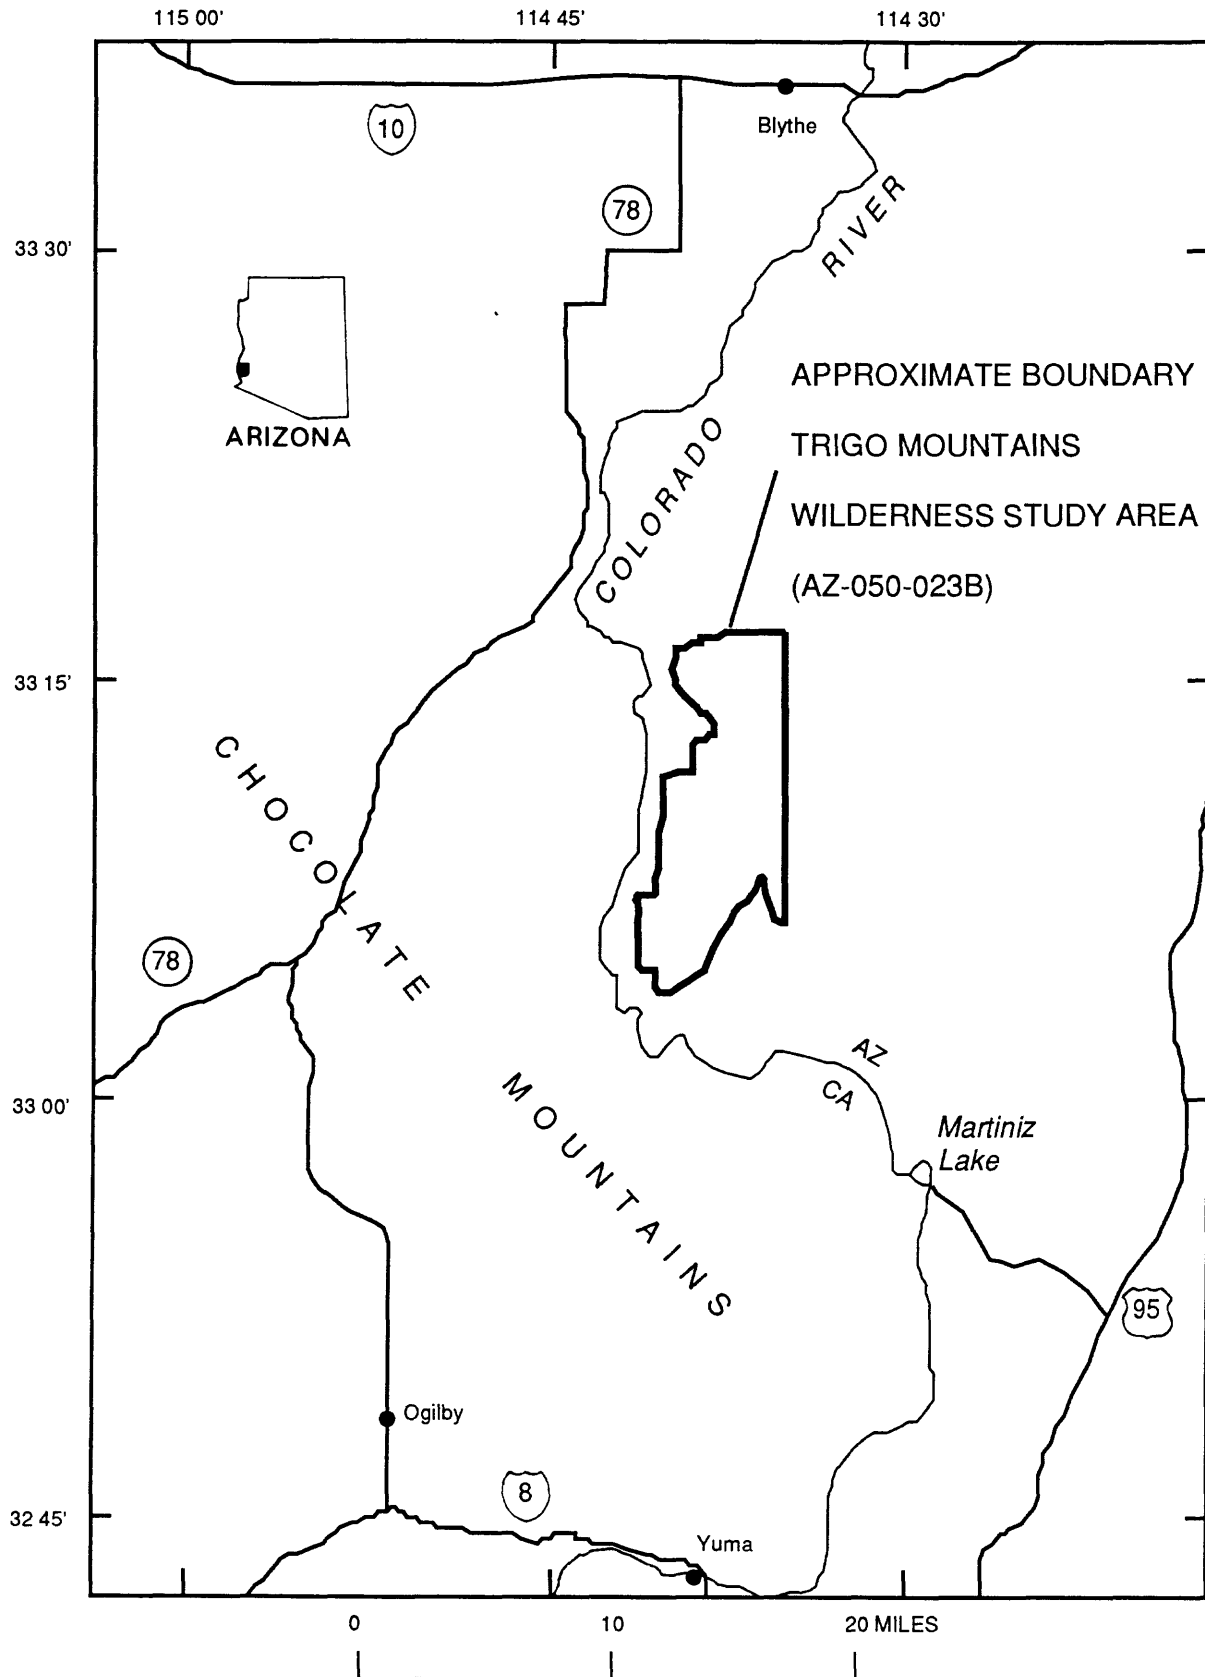 115 00' 114 45' 114 30'
10
Blythe
78
RIVER
33 30'
ARIZONA
APPROXIMATE BOUNDARY
TRIGO MOUNTAINS
WILDERNESS STUDY AREA
(AZ-050-023B)
COLORADO
33 15'
CHOCOLATE
MOUNTAINS
78
AZ
CA
33 00'
Martiniz
Lake
95
Ogilby
8
32 45'
Yuma
0 10 20 MILES